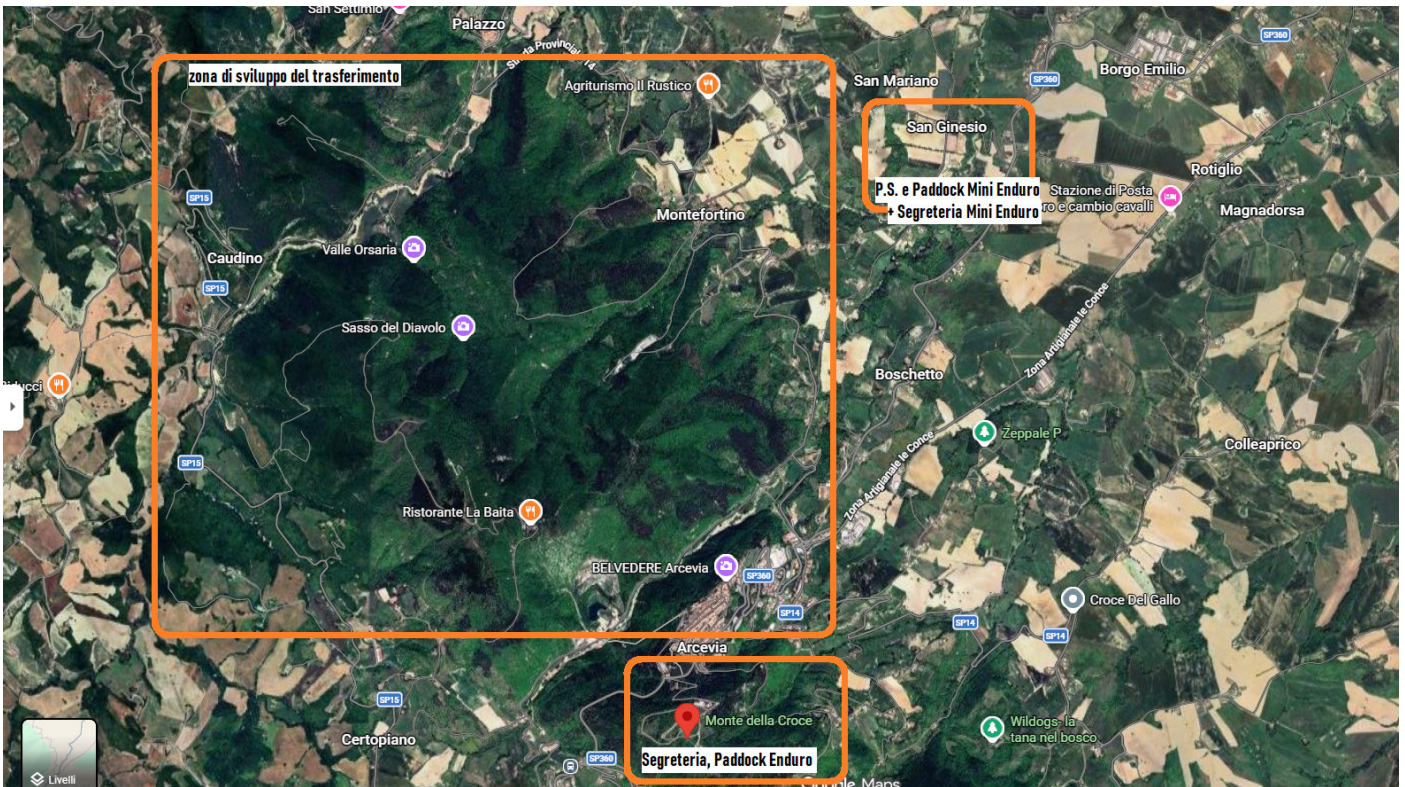 San Settimio
Palazzo
Strada Provinciale 14
SP360
zona di sviluppo del trasferimento
Agriturismo Il Rustico
San Mariano
SP360
Borgo Emilio
San Ginesio
Rotiglio
SP15
P.S. e Paddock Mini Enduro
+ Segreteria Mini Enduro
Stazione di Posta
e cambio cavalli
Magnadorsa
Montefortino
Valle Orsaria
Caudino
SP15
Sasso del Diavolo
Zona Artigianale le Conce
Boschetto
Zeppale P
Colleaprico
Zona Artigianale le Conce
SP15
Ristorante La Baita
BELVEDERE Arcevia
SP360
Croce Del Gallo
SP14
SP14
SP14
Arcevia
SP15
Monte della Croce
Wildogs- la
tana nel bosco
Certopiano
SP360
Segreteria, Paddock Enduro
Livelli
Google Maps